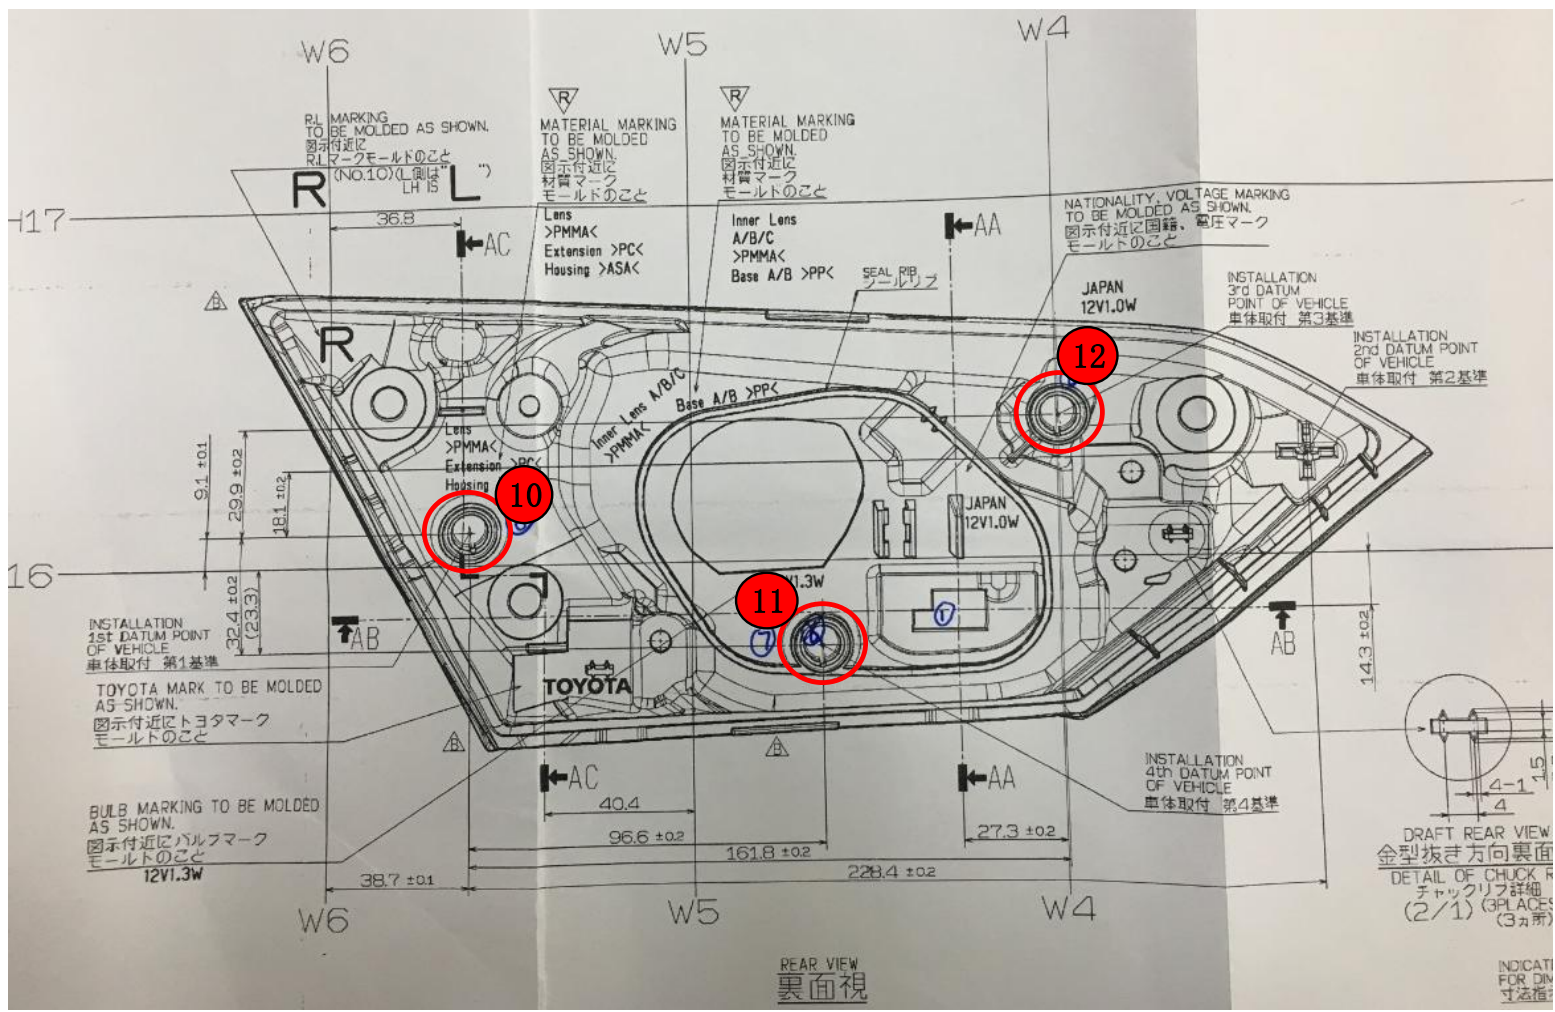 W6
W5
W4
R.L MARKING
TO BE MOLDED AS SHOWN.
図示付近に
R.Lマークモールドのこと
(NO.10)(L側は"L")
LH IS
R
R
MATERIAL MARKING
TO BE MOLDED
AS SHOWN.
図示付近に
材質マーク
モールドのこと
Lens
>PMMA<
Extension >PC<
Housing >ASA<
R
MATERIAL MARKING
TO BE MOLDED
AS SHOWN.
図示付近に
材質マーク
モールドのこと
Inner Lens
A/B/C
>PMMA<
Base A/B >PP<
NATIONALITY, VOLTAGE MARKING
TO BE MOLDED AS SHOWN.
図示付近に国籍、電圧マーク
モールドのこと
H17
36.8
AC
AA
SEAL RIB
シールリブ
JAPAN
12V1.0W
INSTALLATION
3rd DATUM
POINT OF VEHICLE
車体取付 第3基準
INSTALLATION
2nd DATUM POINT
OF VEHICLE
車体取付 第2基準
B
R
12
Inner Lens A/B/C
>PMMA<
Base A/B >PP<
Lens
>PMMA<
Extension >PC<
Housing
10
9.1 ±0.1
29.9 ±0.2
18.1 ±0.2
JAPAN
12V1.0W
16
32.4 ±0.2
(23.3)
11
V1.3W
1
7
AB
AB
14.3 ±0.2
INSTALLATION
1st DATUM POINT
OF VEHICLE
車体取付 第1基準
TOYOTA
TOYOTA MARK TO BE MOLDED
AS SHOWN.
図示付近にトヨタマーク
モールドのこと
B
B
AC
AA
INSTALLATION
4th DATUM POINT
OF VEHICLE
車体取付 第4基準
15
4-1
4
BULB MARKING TO BE MOLDED
AS SHOWN.
図示付近にバルブマーク
モールドのこと
12V1.3W
40.4
96.6 ±0.2
27.3 ±0.2
161.8 ±0.2
228.4 ±0.2
38.7 ±0.1
DRAFT REAR VIEW
金型抜き方向裏面
DETAIL OF CHUCK R
チャックリブ詳細
(2/1) (3PLACES
(3ヵ所)
W6
W5
W4
REAR VIEW
裏面視
INDICATI
FOR DIM
寸法指